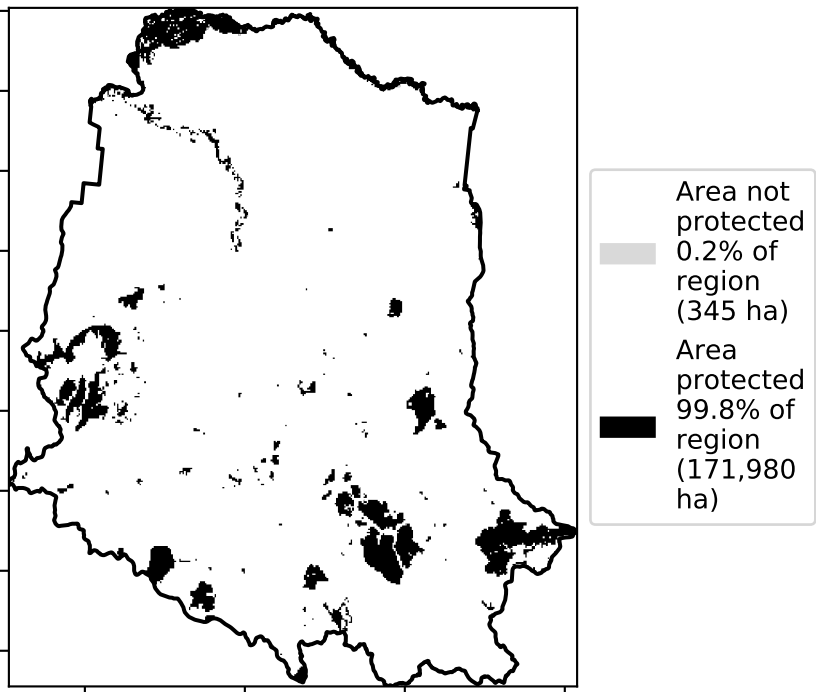 Area not
protected
0.2% of
region
(345 ha)
Area
protected
99.8% of
region
(171,980
ha)